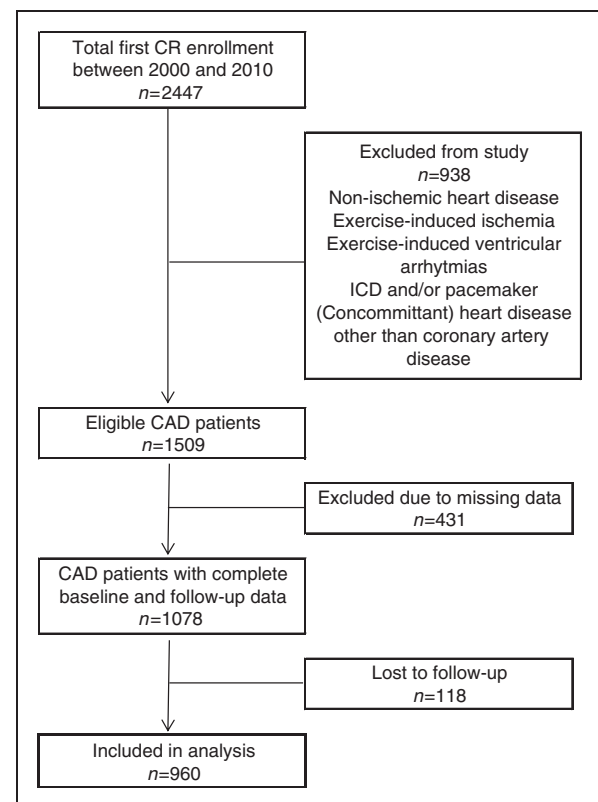 Total first CR enrollment
between 2000 and 2010
n=2447
Excluded from study
n=938
Non-ischemic heart disease
Exercise-induced ischemia
Exercise-induced ventricular
arrhytmias
ICD and/or pacemaker
(Concommittant) heart disease
other than coronary artery
disease
Eligible CAD patients
n=1509
Excluded due to missing data
n=431
CAD patients with complete
baseline and follow-up data
n=1078
Lost to follow-up
n=118
Included in analysis
n=960